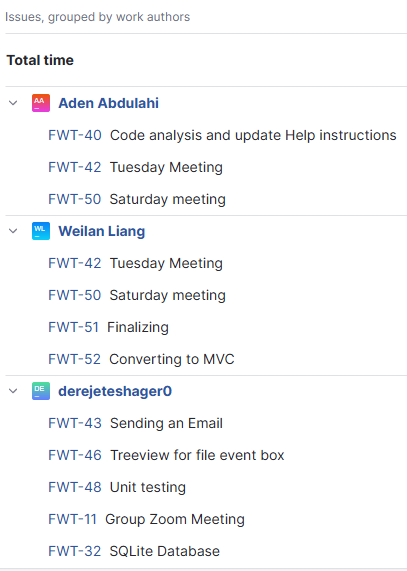 Issues, grouped by work authors
Total time
AA Aden Abdulahi
FWT-40 Code analysis and update Help instructions
FWT-42 Tuesday Meeting
FWT-50 Saturday meeting
WL Weilan Liang
FWT-42 Tuesday Meeting
FWT-50 Saturday meeting
FWT-51 Finalizing
FWT-52 Converting to MVC
DE derejeteshager0
FWT-43 Sending an Email
FWT-46 Treeview for file event box
FWT-48 Unit testing
FWT-11 Group Zoom Meeting
FWT-32 SQLite Database